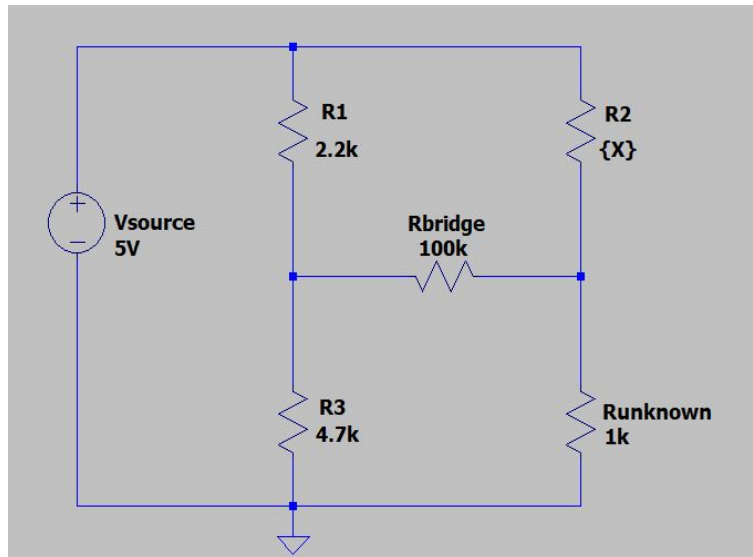 R1
2.2k
R2
{X}
Vsource
5V
Rbridge
100k
R3
4.7k
Runknown
1k